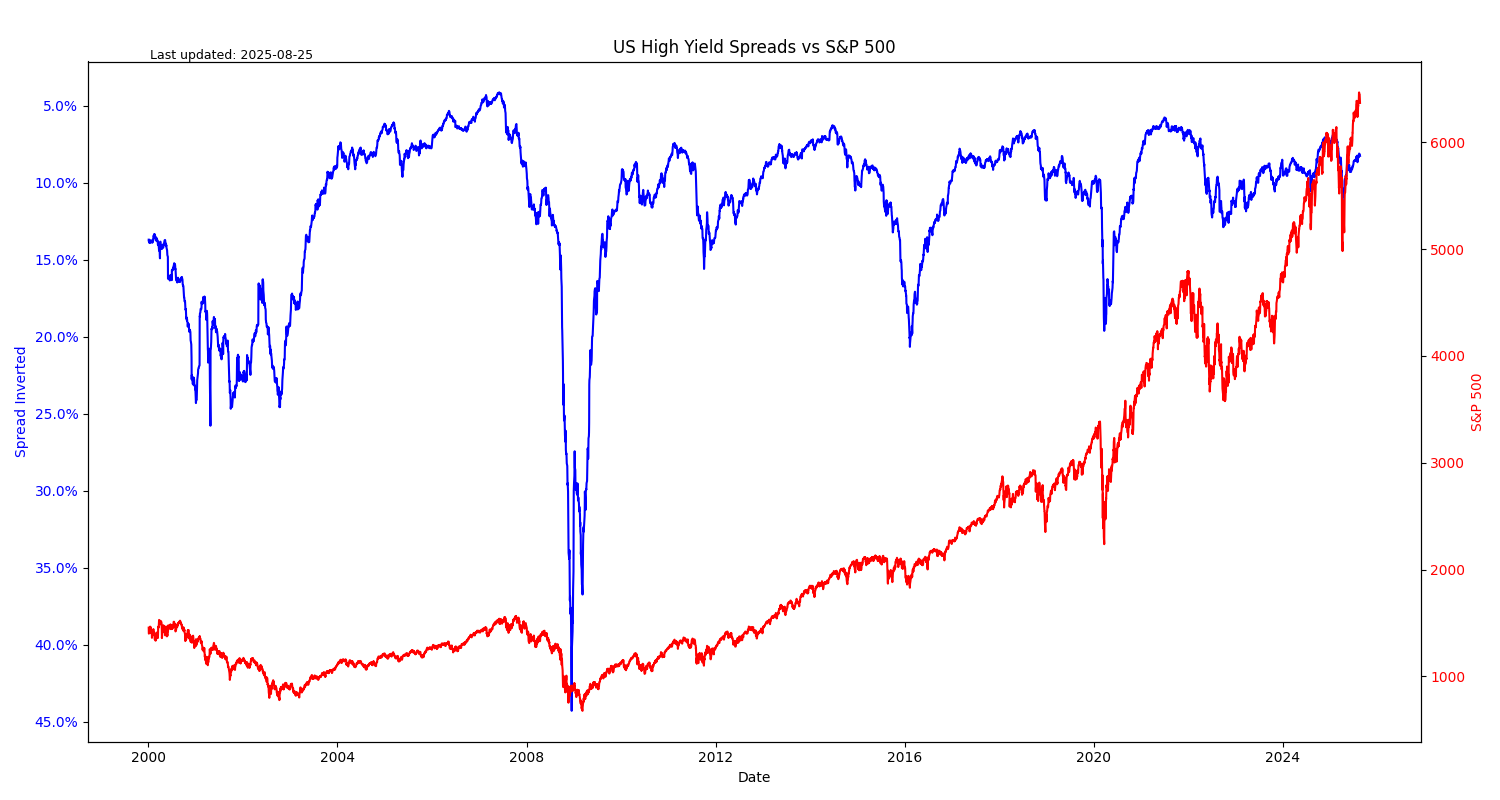 US High Yield Spreads vs S&P 500
Last updated: 2025-08-25
Spread Inverted
5.0%
10.0%
15.0%
20.0%
25.0%
30.0%
35.0%
40.0%
45.0%
6000
5000
4000
3000
2000
1000
S&P 500
2000 2004 2008 2012 2016 2020 2024
Date